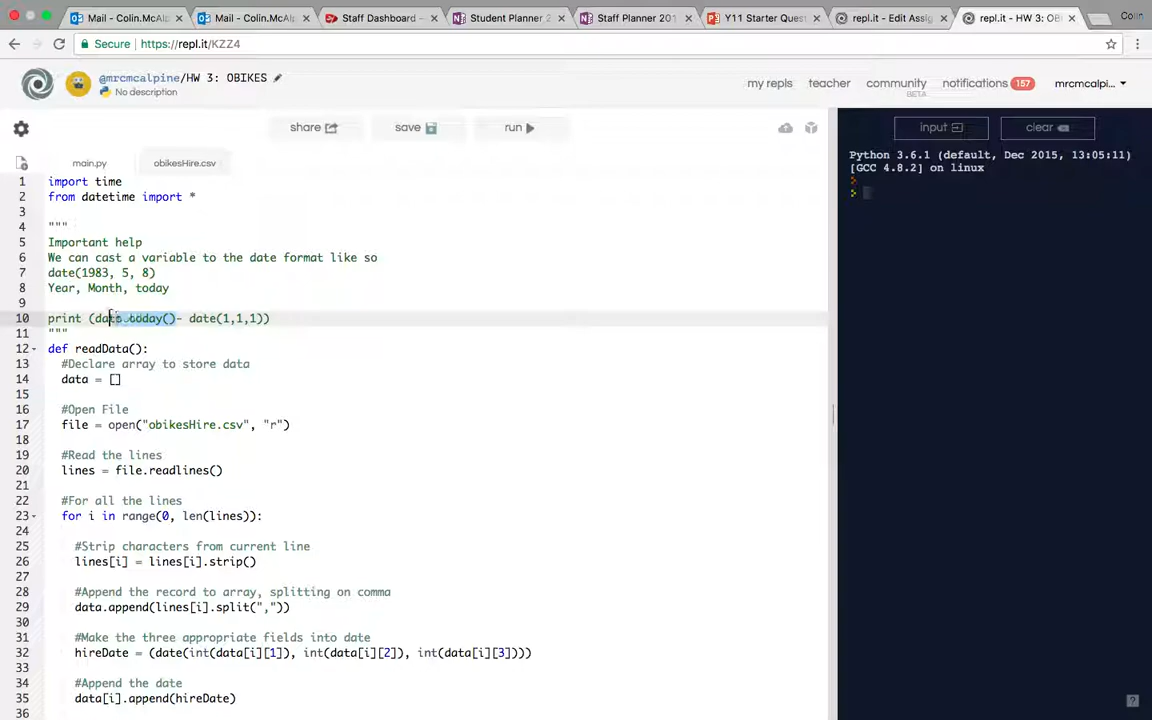 Mail - Colin.McAlp
Mail - Colin.McAlp
Staff Dashboard -
Student Planner 2
Staff Planner 201
Y11 Starter Quest
repl.it - Edit Assig
repl.it - HW 3: OBI
Colin
Secure
https://repl.it/KZZ4
@mrcmcalpine/HW 3: OBIKES
No description
my repls
teacher
community
BETA
notifications 157
mrcmcalpi...
share
save
run
input
clear
main.py
obikesHire.csv
Python 3.6.1 (default, Dec 2015, 13:05:11)
[GCC 4.8.2] on linux
1 import time
2 from datetime import *
3
4 """
5 Important help
6 We can cast a variable to the date format like so
7 date(1983, 5, 8)
8 Year, Month, today
9
10 print (date.today()- date(1,1,1))
11 """
12 def readData():
13 #Declare array to store data
14 data = []
15
16 #Open File
17 file = open("obikesHire.csv", "r")
18
19 #Read the lines
20 lines = file.readlines()
21
22 #For all the lines
23 for i in range(0, len(lines)):
24
25 #Strip characters from current line
26 lines[i] = lines[i].strip()
27
28 #Append the record to array, splitting on comma
29 data.append(lines[i].split(","))
30
31 #Make the three appropriate fields into date
32 hireDate = (date(int(data[i][1]), int(data[i][2]), int(data[i][3])))
33
34 #Append the date
35 data[i].append(hireDate)
36
?